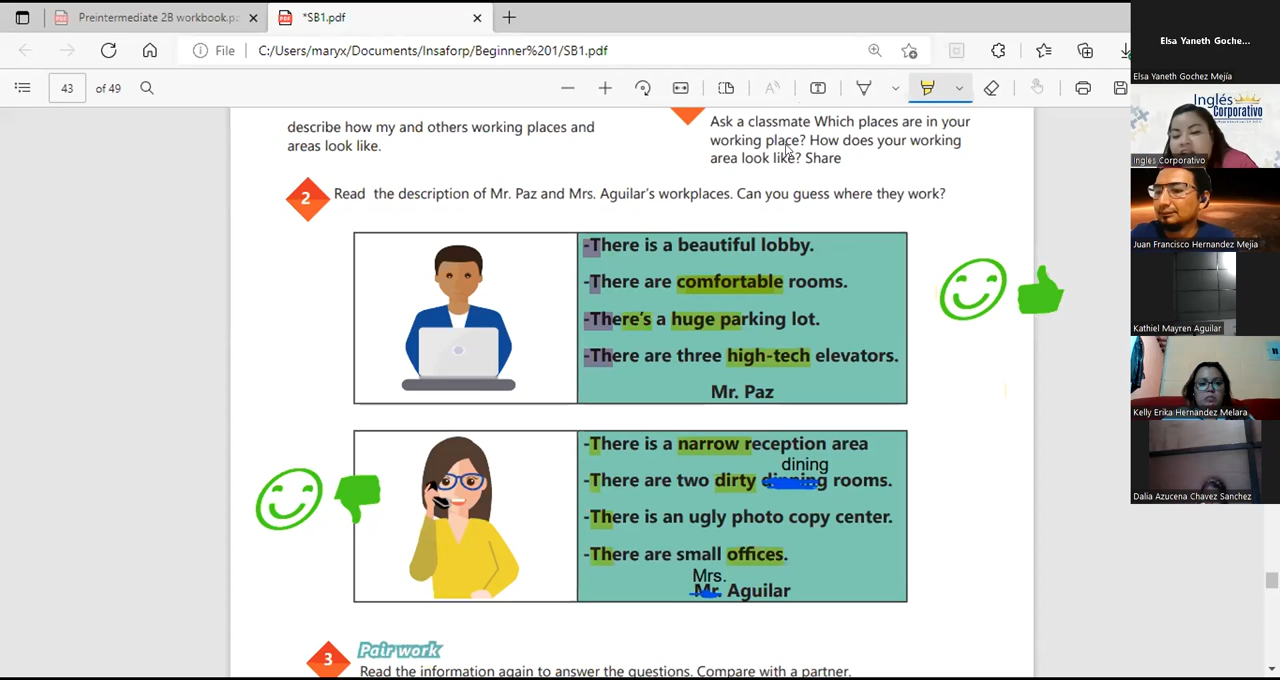 Preintermediate 2B workbook.p
*SB1.pdf
File
C:/Users/maryx/Documents/Insaforp/Beginner%201/SB1.pdf
43
of 49
describe how my and others working places and
areas look like.
Ask a classmate Which places are in your
working place? How does your working
area look like? Share
2
Read the description of Mr. Paz and Mrs. Aguilar's workplaces. Can you guess where they work?
-There is a beautiful lobby.
-There are comfortable rooms.
-There's a huge parking lot.
-There are three high-tech elevators.
Mr. Paz
-There is a narrow reception area
dining
-There are two dirty dinning rooms.
-There is an ugly photo copy center.
-There are small offices.
Mrs.
Mr. Aguilar
3
Pair work
Read the information again to answer the questions. Compare with a partner.
Elsa Yaneth Goche...
Elsa Yaneth Gochez Mejía
Inglés
Corporativo
Inglés Corporativo
Juan Francisco Hernandez Mejia
Kathiel Mayren Aguilar
Kelly Erika Hernández Melara
Dalia Azucena Chavez Sanchez